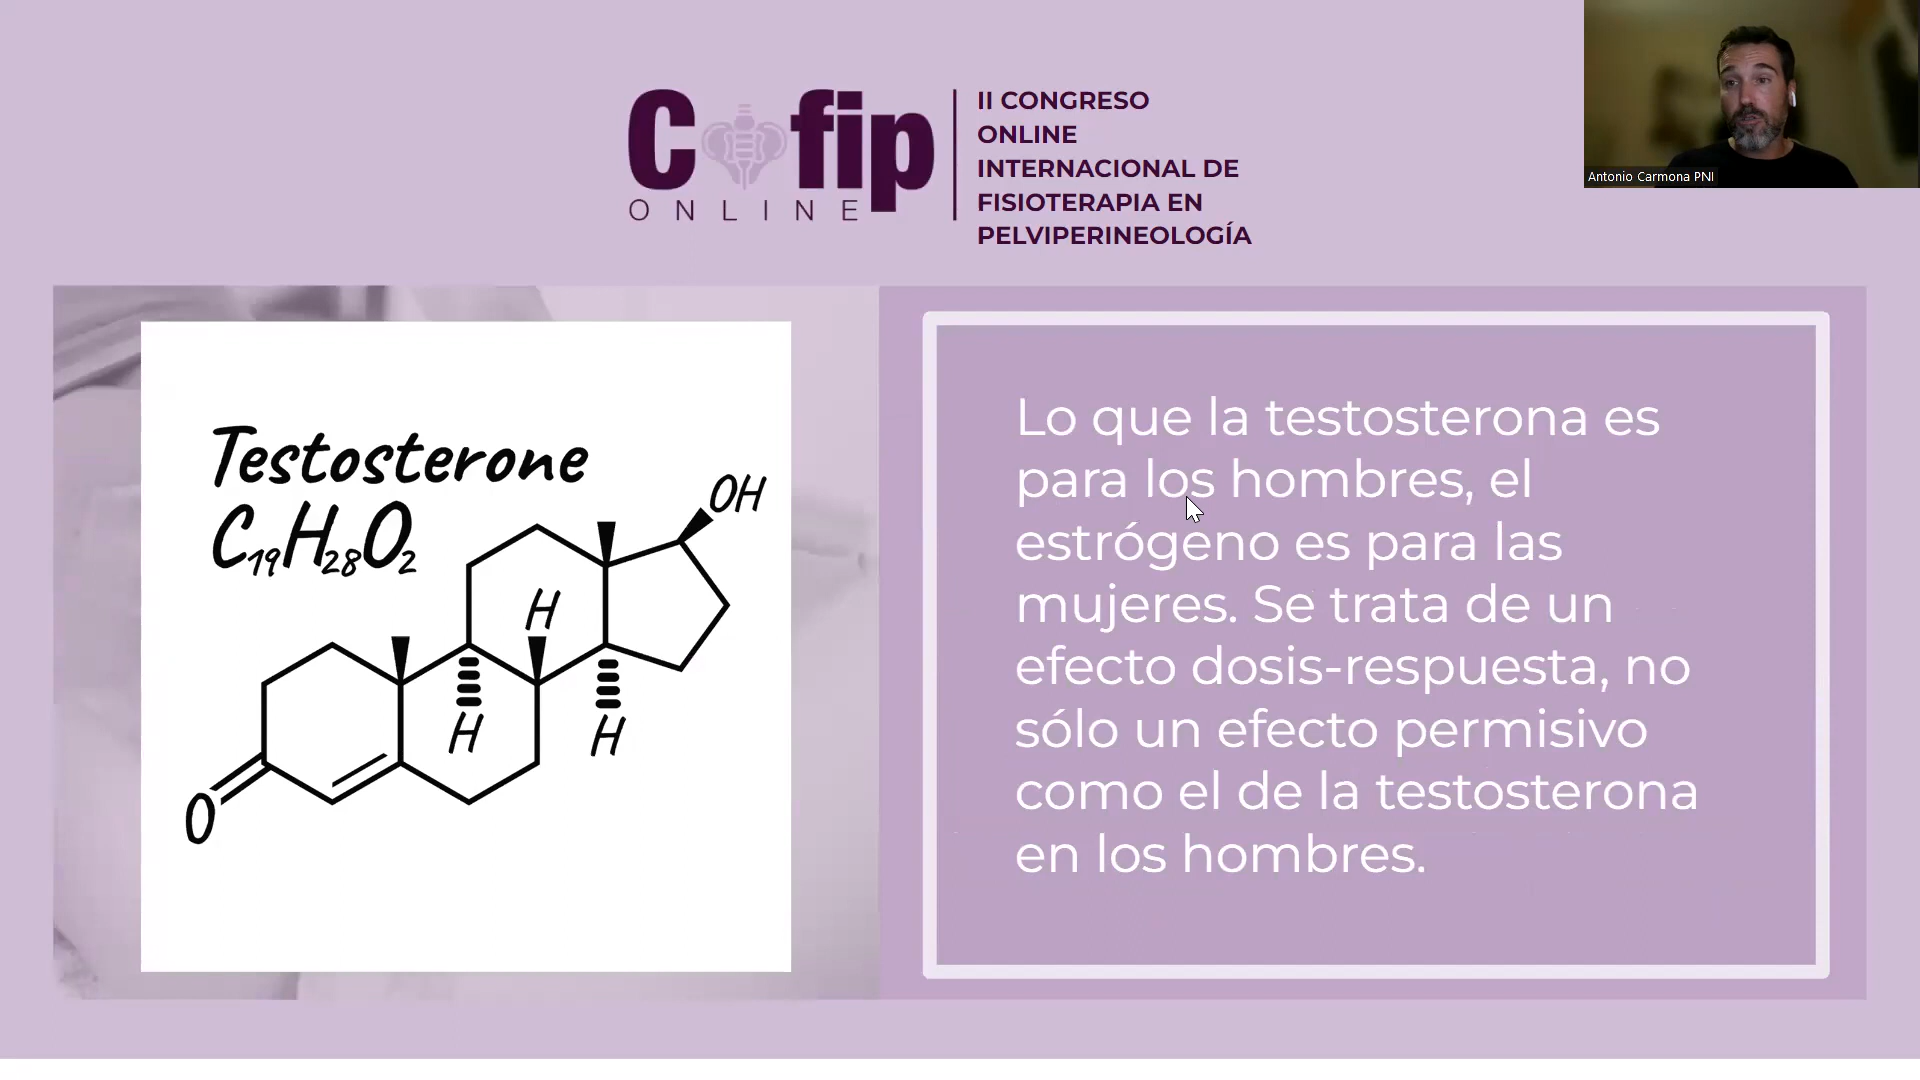 Cofip
ONLINE
II CONGRESO
ONLINE
INTERNACIONAL DE
FISIOTERAPIA EN
PELVIPERINEOLOGÍA
Antonio Carmona PNI
Testosterone
C19H28O2
OH
H
H
H
O
Lo que la testosterona es
para los hombres, el
estrógeno es para las
mujeres. Se trata de un
efecto dosis-respuesta, no
sólo un efecto permisivo
como el de la testosterona
en los hombres.